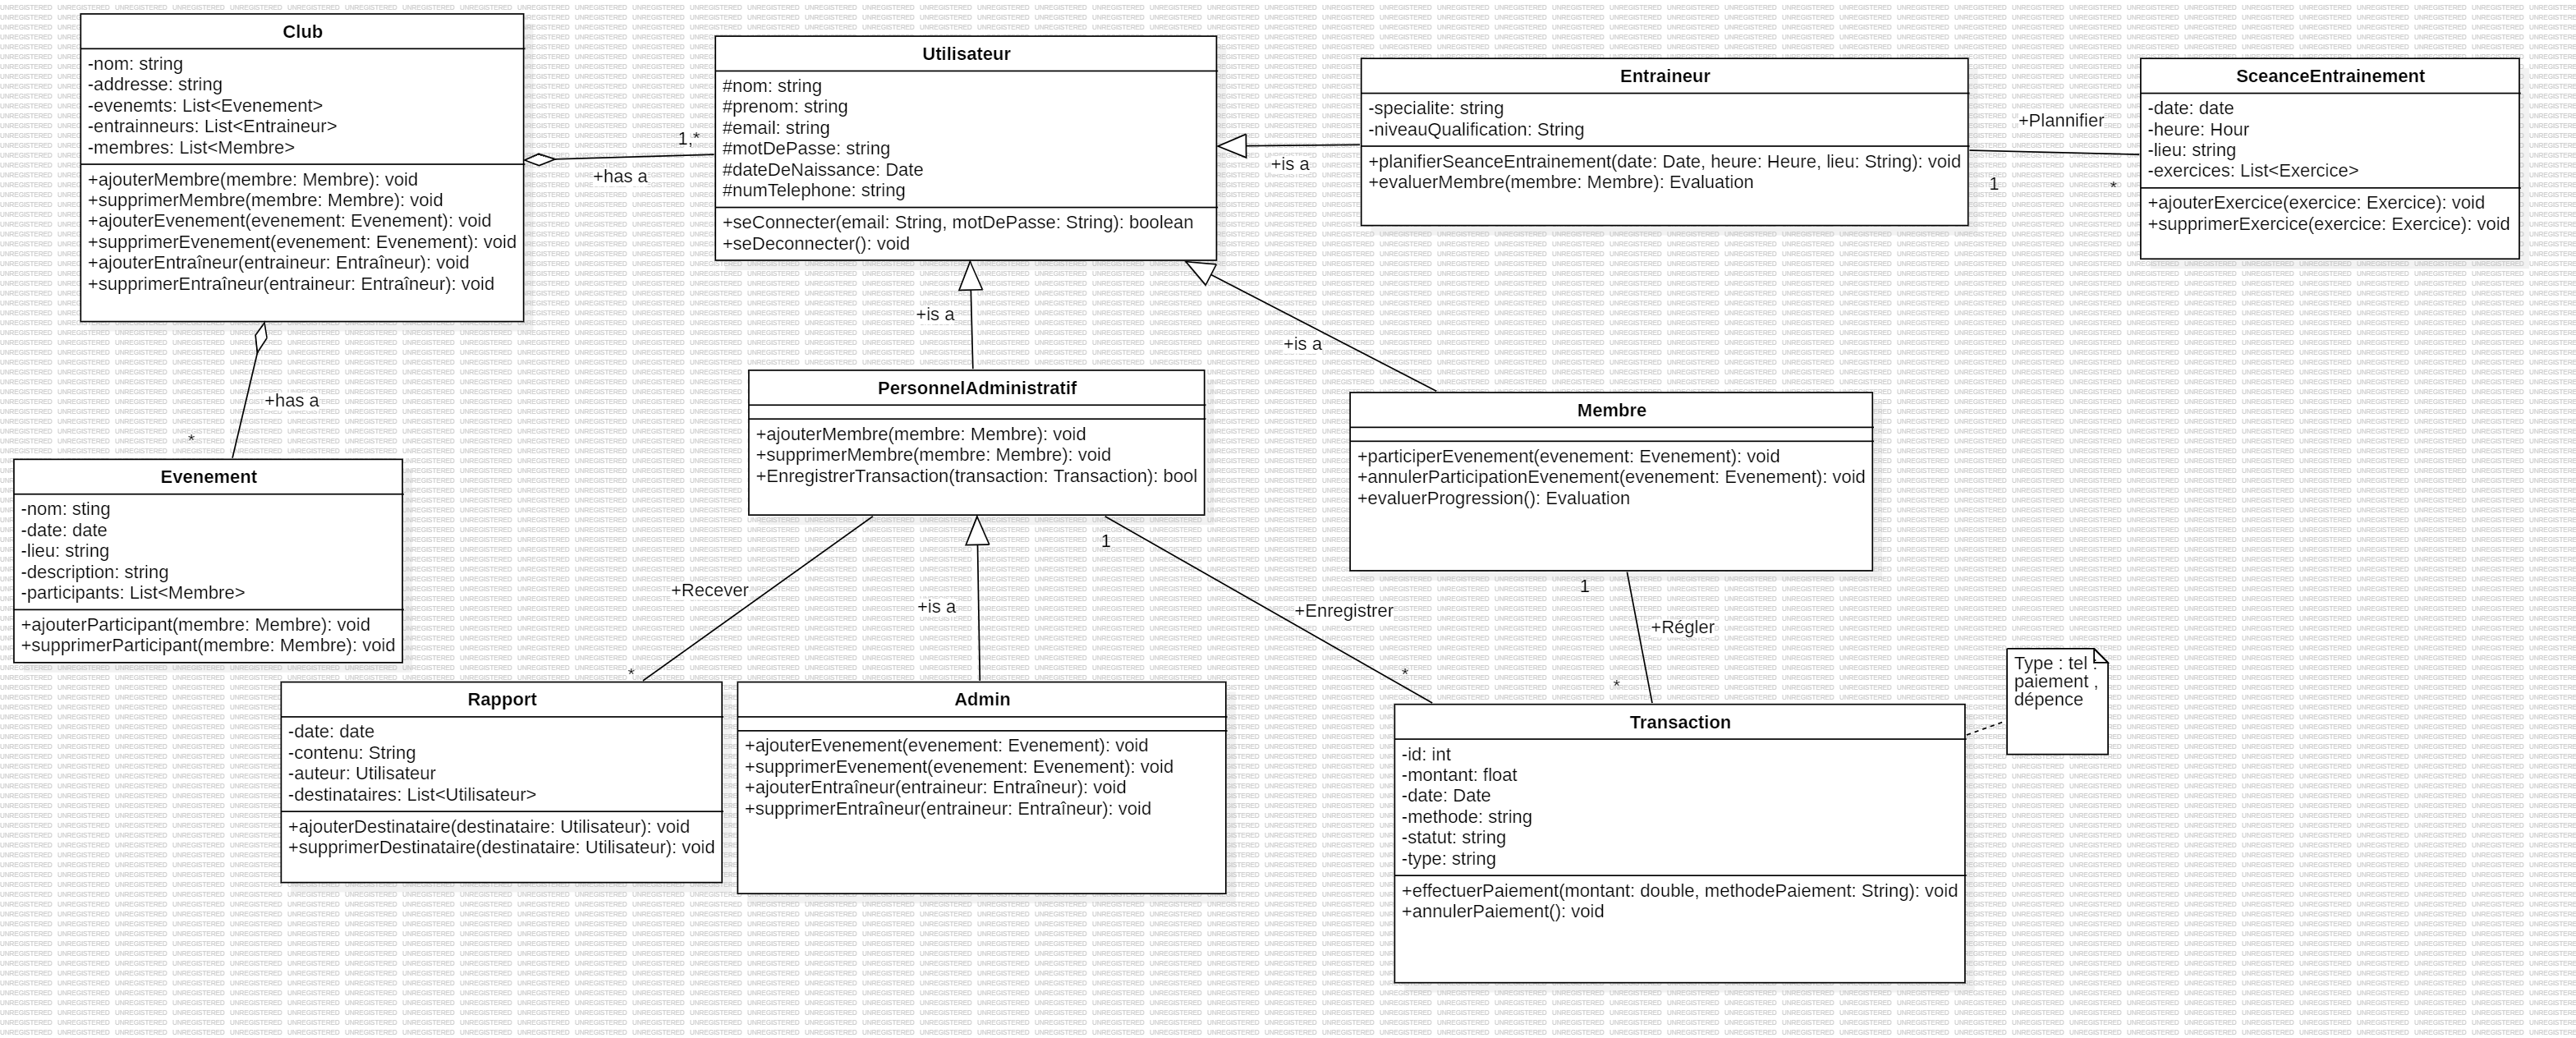 Club
-nom: string
-addresse: string
-evenemts: List<Evenement>
-entrainneurs: List<Entraineur>
-membres: List<Membre>
+ajouterMembre(membre: Membre): void
+supprimerMembre(membre: Membre): void
+ajouterEvenement(evenement: Evenement): void
+supprimerEvenement(evenement: Evenement): void
+ajouterEntraîneur(entraineur: Entraîneur): void
+supprimerEntraîneur(entraineur: Entraîneur): void
1,*
+has a
Utilisateur
#nom: string
#prenom: string
#email: string
#motDePasse: string
#dateDeNaissance: Date
#numTelephone: string
+seConnecter(email: String, motDePasse: String): boolean
+seDeconnecter(): void
+is a
Entraineur
-specialite: string
-niveauQualification: String
+planifierSeanceEntrainement(date: Date, heure: Heure, lieu: String): void
+evaluerMembre(membre: Membre): Evaluation
+Plannifier
1
*
SceanceEntrainement
-date: date
-heure: Hour
-lieu: string
-exercices: List<Exercice>
+ajouterExercice(exercice: Exercice): void
+supprimerExercice(exercice: Exercice): void
+has a
*
+is a
+is a
Evenement
-nom: sting
-date: date
-lieu: string
-description: string
-participants: List<Membre>
+ajouterParticipant(membre: Membre): void
+supprimerParticipant(membre: Membre): void
PersonnelAdministratif
+ajouterMembre(membre: Membre): void
+supprimerMembre(membre: Membre): void
+EnregistrerTransaction(transaction: Transaction): bool
Membre
+participerEvenement(evenement: Evenement): void
+annulerParticipationEvenement(evenement: Evenement): void
+evaluerProgression(): Evaluation
+Recever
*
+is a
1
+Enregistrer
*
1
+Régler
*
Rapport
-date: date
-contenu: String
-auteur: Utilisateur
-destinataires: List<Utilisateur>
+ajouterDestinataire(destinataire: Utilisateur): void
+supprimerDestinataire(destinataire: Utilisateur): void
Admin
+ajouterEvenement(evenement: Evenement): void
+supprimerEvenement(evenement: Evenement): void
+ajouterEntraîneur(entraineur: Entraîneur): void
+supprimerEntraîneur(entraineur: Entraîneur): void
Transaction
-id: int
-montant: float
-date: Date
-methode: string
-statut: string
-type: string
+effectuerPaiement(montant: double, methodePaiement: String): void
+annulerPaiement(): void
Type : tel :
paiement ,
dépence
UNREGISTERED